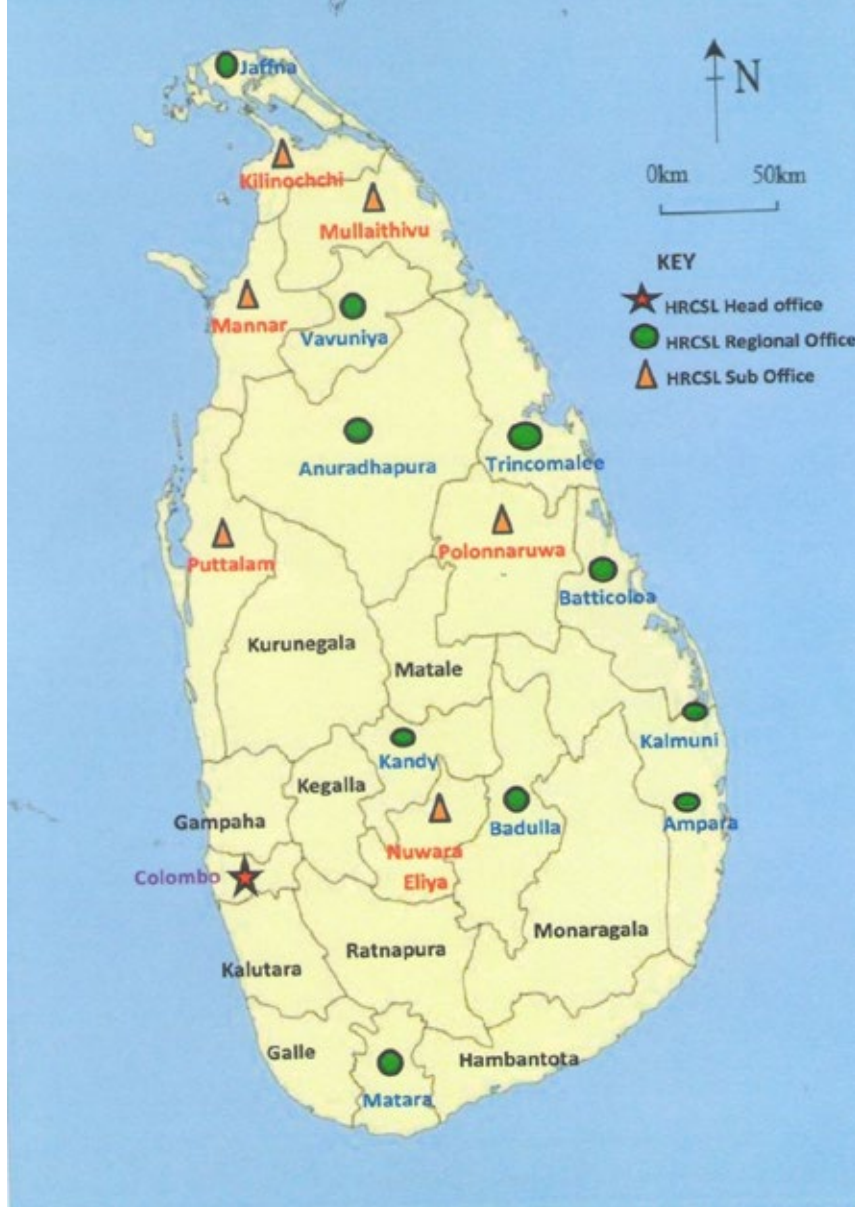 Jaffna
N
Kilinochchi
0km 50km
Mullaithivu
KEY
HRCSL Head office
Mannar
Vavuniya
HRCSL Regional Office
HRCSL Sub Office
Anuradhapura
Trincomalee
Puttalam
Polonnaruwa
Batticoloa
Kurunegala
Matale
Kalmuni
Kandy
Kegalla
Gampaha
Badulla
Ampara
Nuwara
Eliya
Colombo
Monaragala
Ratnapura
Kalutara
Galle
Hambantota
Matara